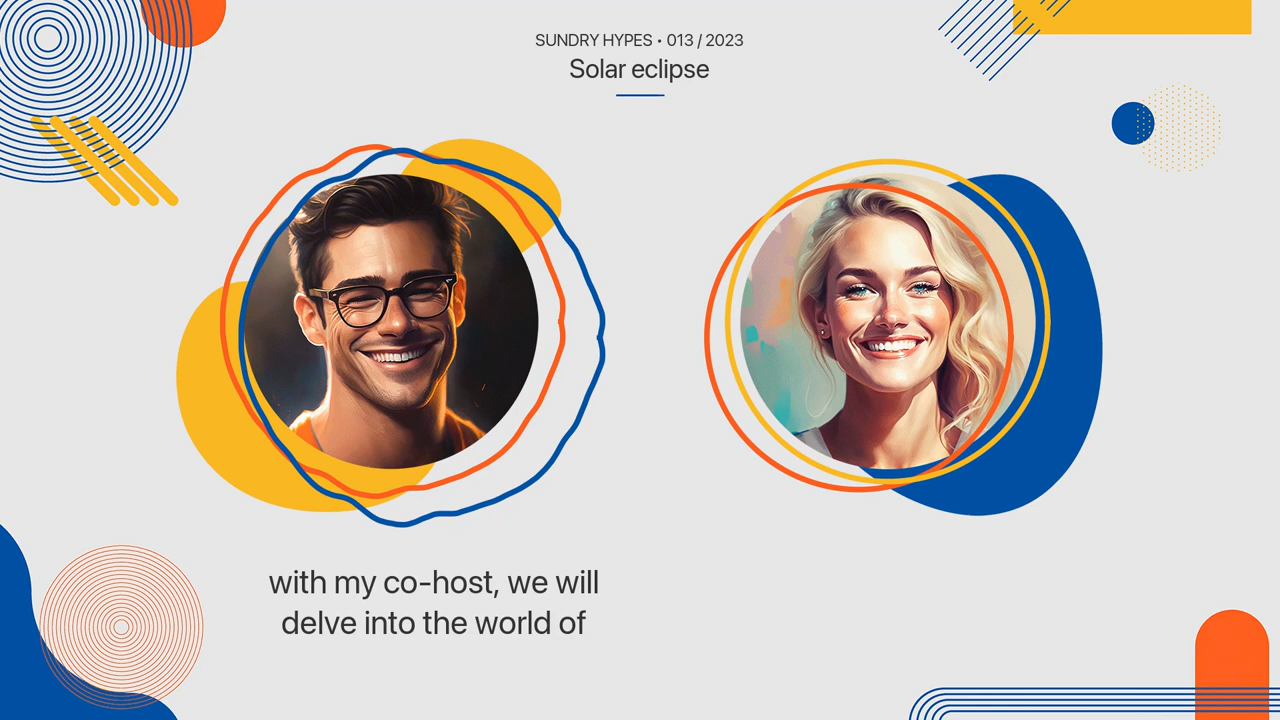 SUNDRY HYPES • 013 / 2023
Solar eclipse
with my co-host, we will
delve into the world of